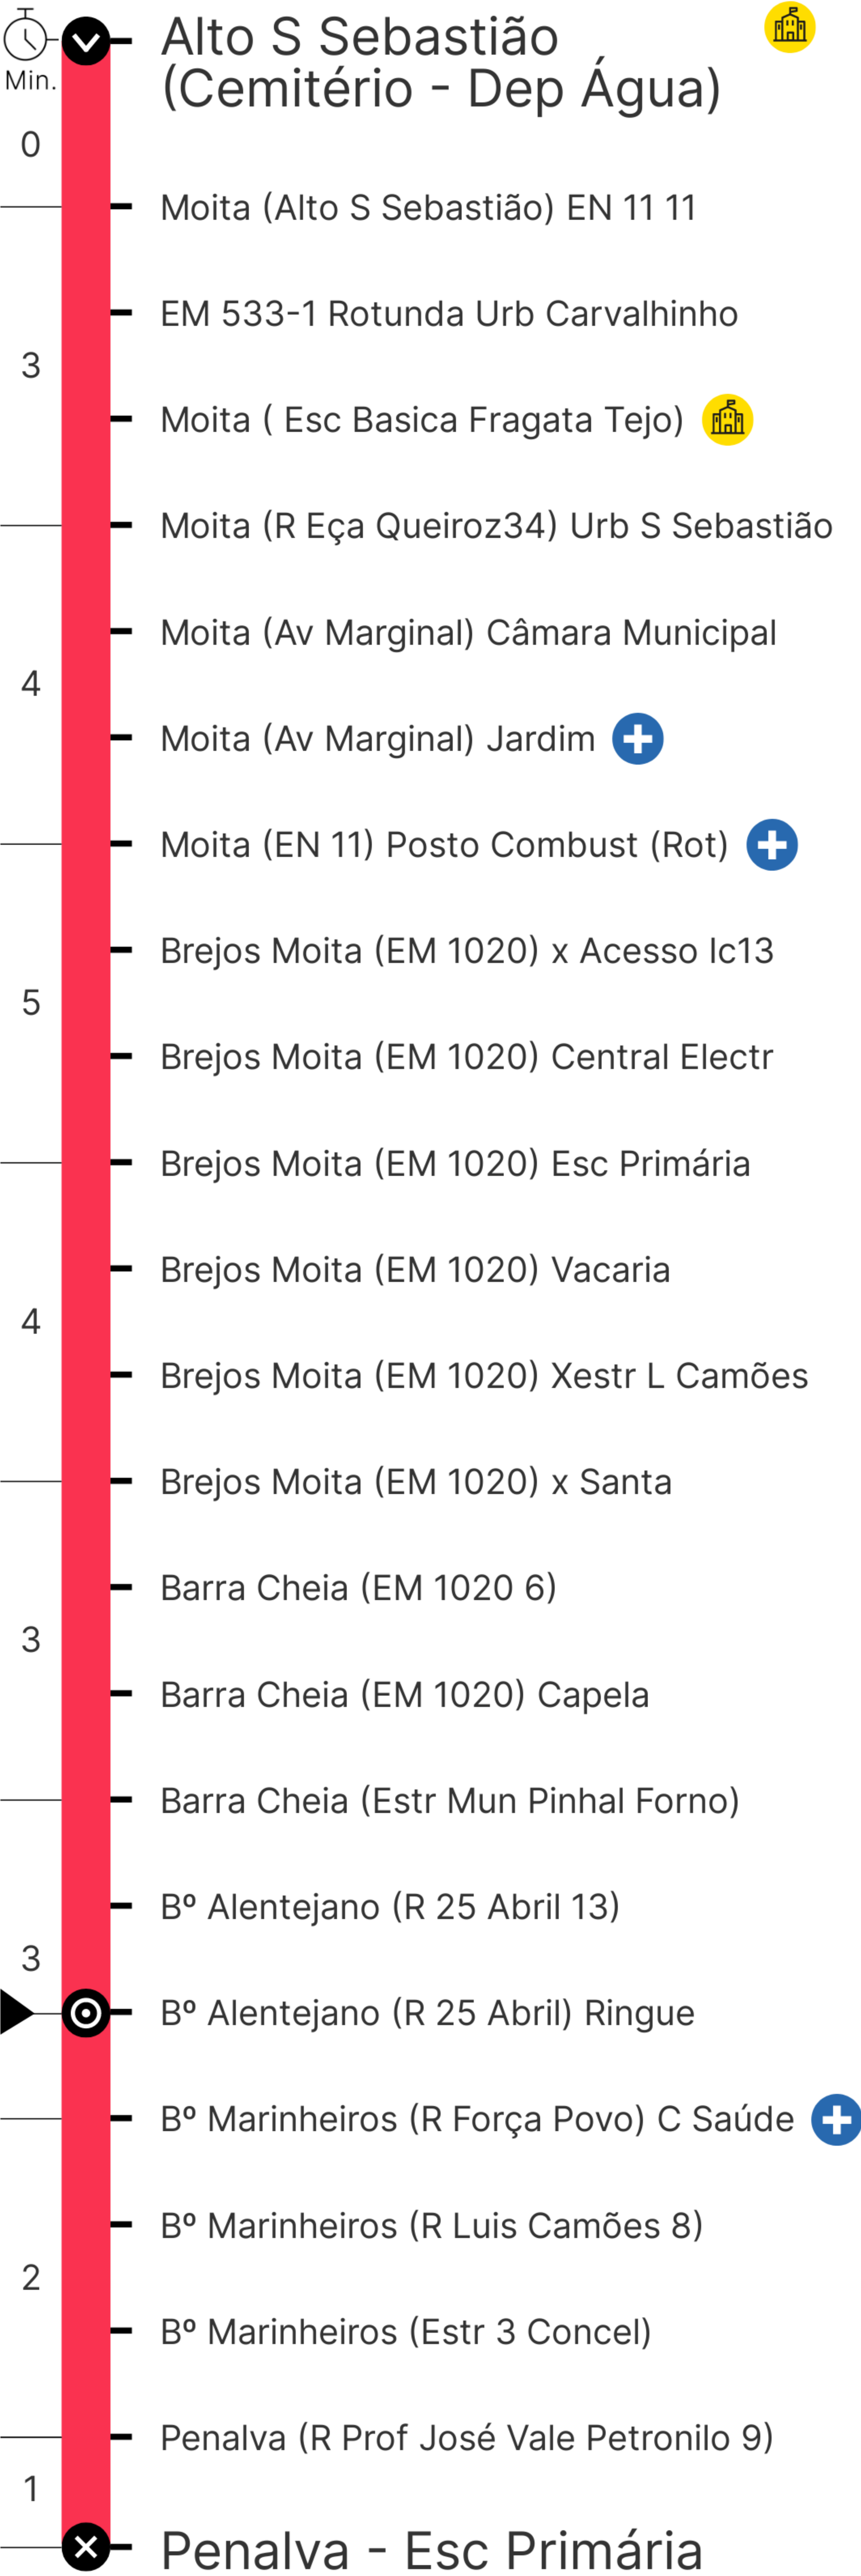 Alto S Sebastião
(Cemitério - Dep Água)
Min.
0
Moita (Alto S Sebastião) EN 11 11
EM 533-1 Rotunda Urb Carvalhinho
3
Moita ( Esc Basica Fragata Tejo)
Moita (R Eça Queiroz34) Urb S Sebastião
Moita (Av Marginal) Câmara Municipal
4
Moita (Av Marginal) Jardim
Moita (EN 11) Posto Combust (Rot)
Brejos Moita (EM 1020) x Acesso Ic13
5
Brejos Moita (EM 1020) Central Electr
Brejos Moita (EM 1020) Esc Primária
Brejos Moita (EM 1020) Vacaria
4
Brejos Moita (EM 1020) Xestr L Camões
Brejos Moita (EM 1020) x Santa
Barra Cheia (EM 1020 6)
3
Barra Cheia (EM 1020) Capela
Barra Cheia (Estr Mun Pinhal Forno)
Bº Alentejano (R 25 Abril 13)
3
Bº Alentejano (R 25 Abril) Ringue
Bº Marinheiros (R Força Povo) C Saúde
Bº Marinheiros (R Luis Camões 8)
2
Bº Marinheiros (Estr 3 Concel)
Penalva (R Prof José Vale Petronilo 9)
1
Penalva - Esc Primária